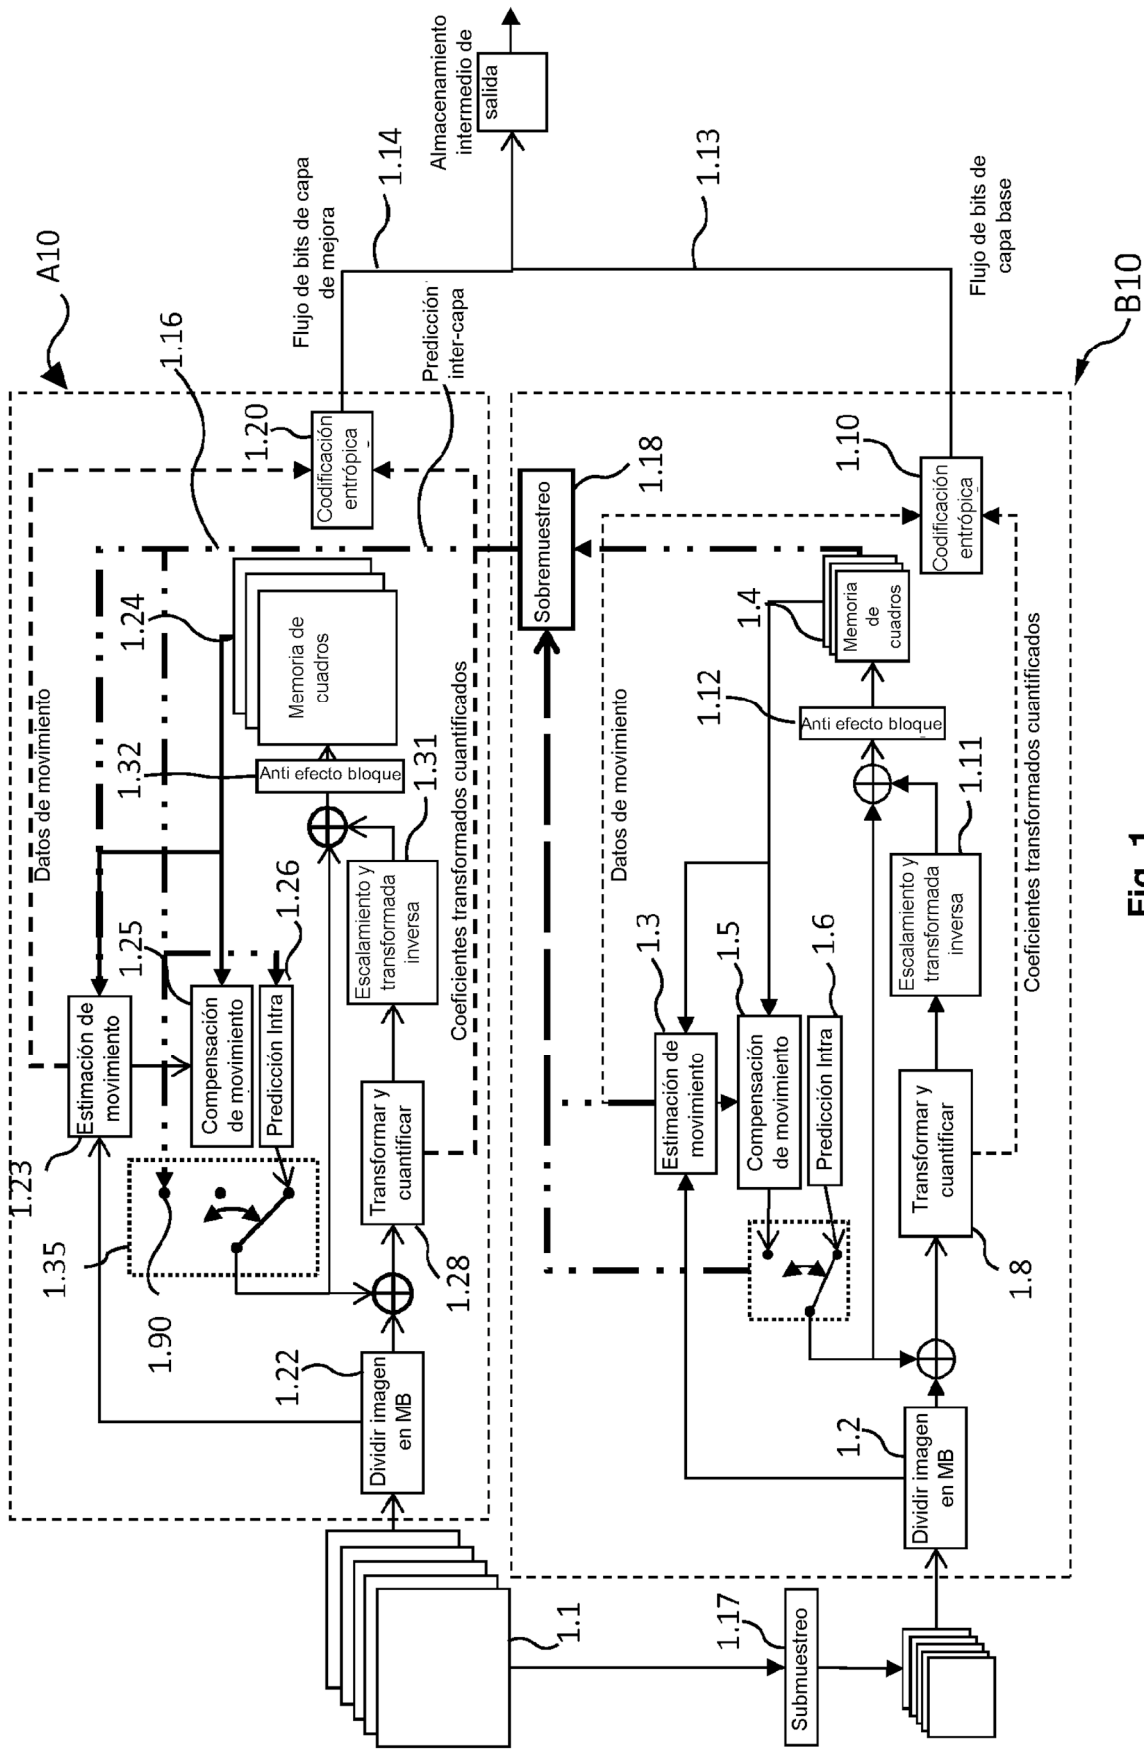 A10
1.16
Flujo de bits de capa
de mejora
1.14
Almacenamiento
intermedio de
salida
Predicción
inter-capa
1.13
Flujo de bits de
capa base
B10
Datos de movimiento
1.20
Codificación
entrópica
1.24
Memoria de
cuadros
1.32
Anti efecto bloque
1.31
Escalamiento y
transformada
inversa
Coeficientes transformados cuantificados
1.23
Estimación de
movimiento
1.25
Compensación
de movimiento
1.26
Predicción Intra
1.35
1.90
Transformar y
cuantificar
1.28
1.22
Dividir imagen
en MB
1.1
1.17
Submuestreo
Sobremuestreo
1.18
Datos de movimiento
1.10
Codificación
entrópica
1.4
Memoria
de
cuadros
1.12
Anti efecto bloque
1.11
Escalamiento y
transformada
inversa
Coeficientes transformados cuantificados
1.3
Estimación de
movimiento
1.5
Compensación
de movimiento
1.6
Predicción Intra
Transformar y
cuantificar
1.8
1.2
Dividir imagen
en MB
Fig. 1